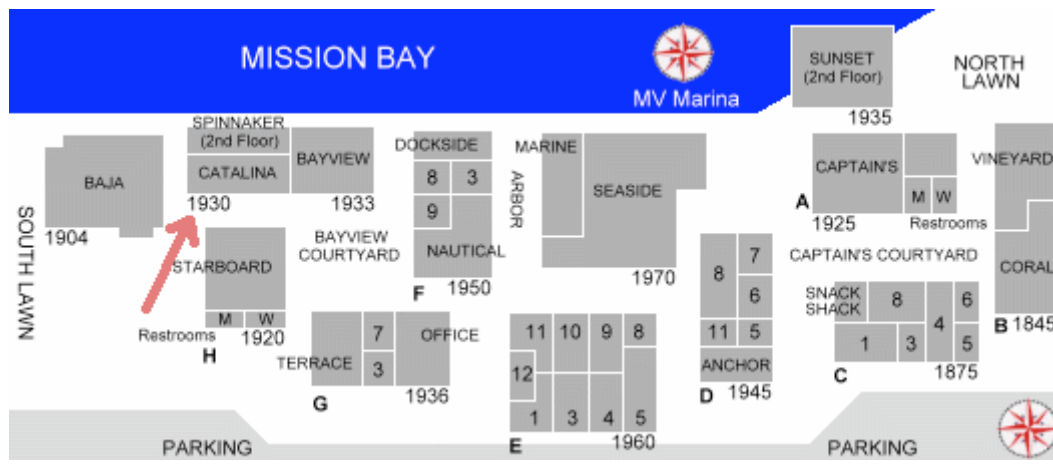 MISSION BAY
MV Marina
SUNSET
(2nd Floor)
1935
NORTH
LAWN
SPINNAKER
(2nd Floor)
CATALINA
BAYVIEW
1930
1933
BAJA
1904
SOUTH LAWN
DOCKSIDE
8 3
9
NAUTICAL
F 1950
ARBOR
MARINE
SEASIDE
1970
CAPTAIN'S
M W
A
1925
Restrooms
VINEYARD
CORAL
B 1845
STARBOARD
M W
Restrooms
1920
H
BAYVIEW
COURTYARD
CAPTAIN'S COURTYARD
TERRACE
7
3
OFFICE
G 1936
11 10 9 8
12
1 3 4 5
E 1960
8 7
6
11 5
ANCHOR
D 1945
SNACK
SHACK
8 4 6
1 3 5
C 1875
PARKING
PARKING